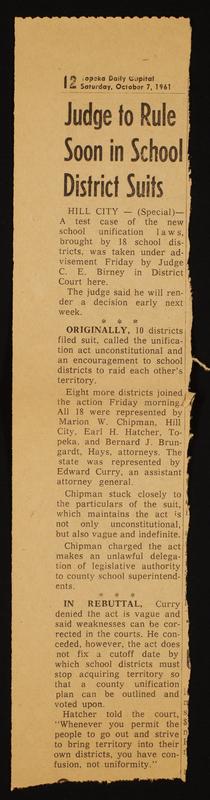 12 Topeka Daily Capital
Saturday, October 7, 1961
Judge to Rule
Soon in School
District Suits
HILL CITY — (Special)—
A test case of the new
school unification laws,
brought by 18 school dis-
tricts, was taken under ad-
visement Friday by Judge
C. E. Birney in District
Court here.
The judge said he will ren-
der a decision early next
week.
* * *
ORIGINALLY, 10 districts
filed suit, called the unifica-
tion act unconstitutional and
an encouragement to school
districts to raid each other's
territory.
Eight more districts joined
the action Friday morning.
All 18 were represented by
Marion W. Chipman, Hill
City, Earl H. Hatcher, To-
peka, and Bernard J. Brun-
gardt, Hays, attorneys. The
state was represented by
Edward Curry, an assistant
attorney general.
Chipman stuck closely to
the particulars of the suit,
which maintains the act is
not only unconstitutional,
but also vague and indefinite.
Chipman charged the act
makes an unlawful delega-
tion of legislative authority
to county school superintend-
ents.
* * *
IN REBUTTAL, Curry
denied the act is vague and
said weaknesses can be cor-
rected in the courts. He con-
ceded, however, the act does
not fix a cutoff date by
which school districts must
stop acquiring territory so
that a county unification
plan can be outlined and
voted upon.
Hatcher told the court,
"Whenever you permit the
people to go out and strive
to bring territory into their
own districts, you have con-
fusion, not uniformity."